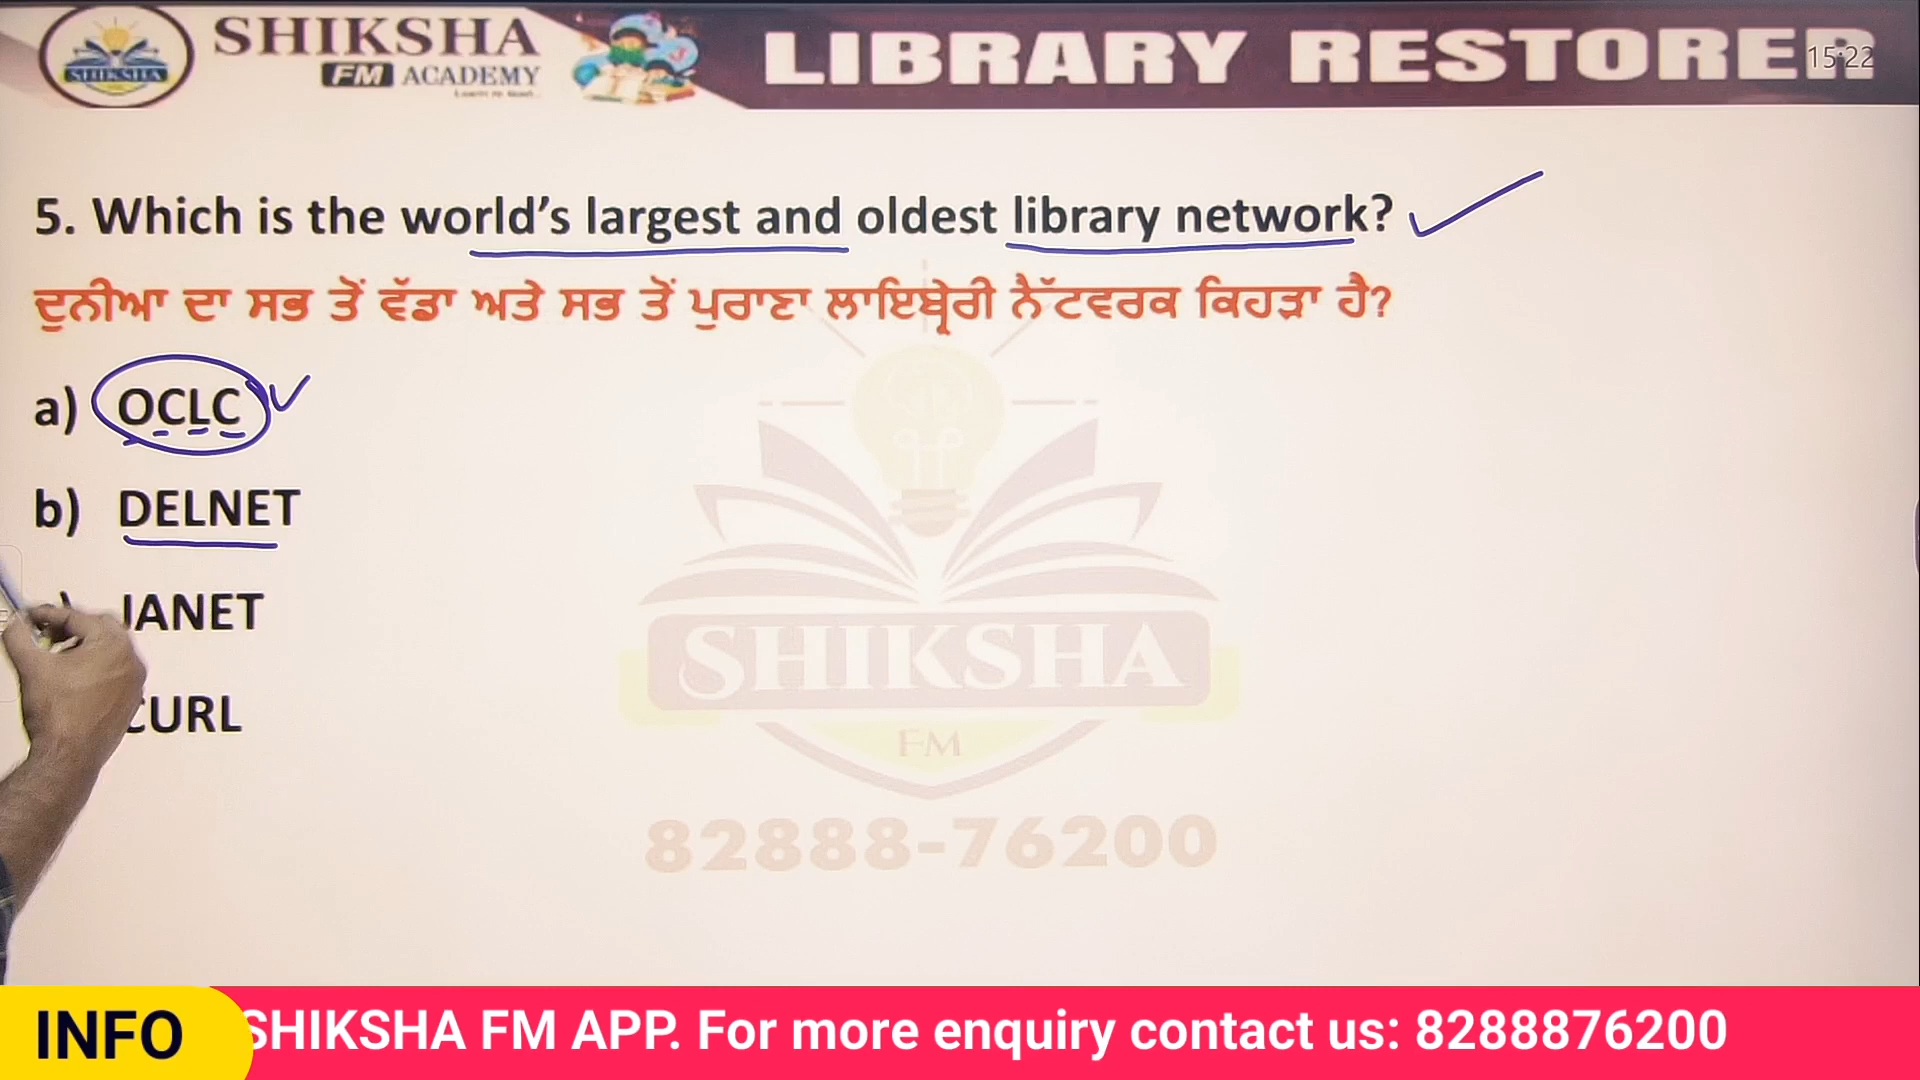 SHIKSHA
SHIKSHA
FM ACADEMY
LIBRARY RESTORER
15:22
5. Which is the world’s largest and oldest library network?
ਦੁਨੀਆ ਦਾ ਸਭ ਤੋਂ ਵੱਡਾ ਅਤੇ ਸਭ ਤੋਂ ਪੁਰਾਣਾ ਲਾਇਬ੍ਰੇਰੀ ਨੈੱਟਵਰਕ ਕਿਹੜਾ ਹੈ?
a) OCLC
b) DELNET
JANET
CURL
SHIKSHA
FM
82888-76200
INFO
SHIKSHA FM APP. For more enquiry contact us: 8288876200